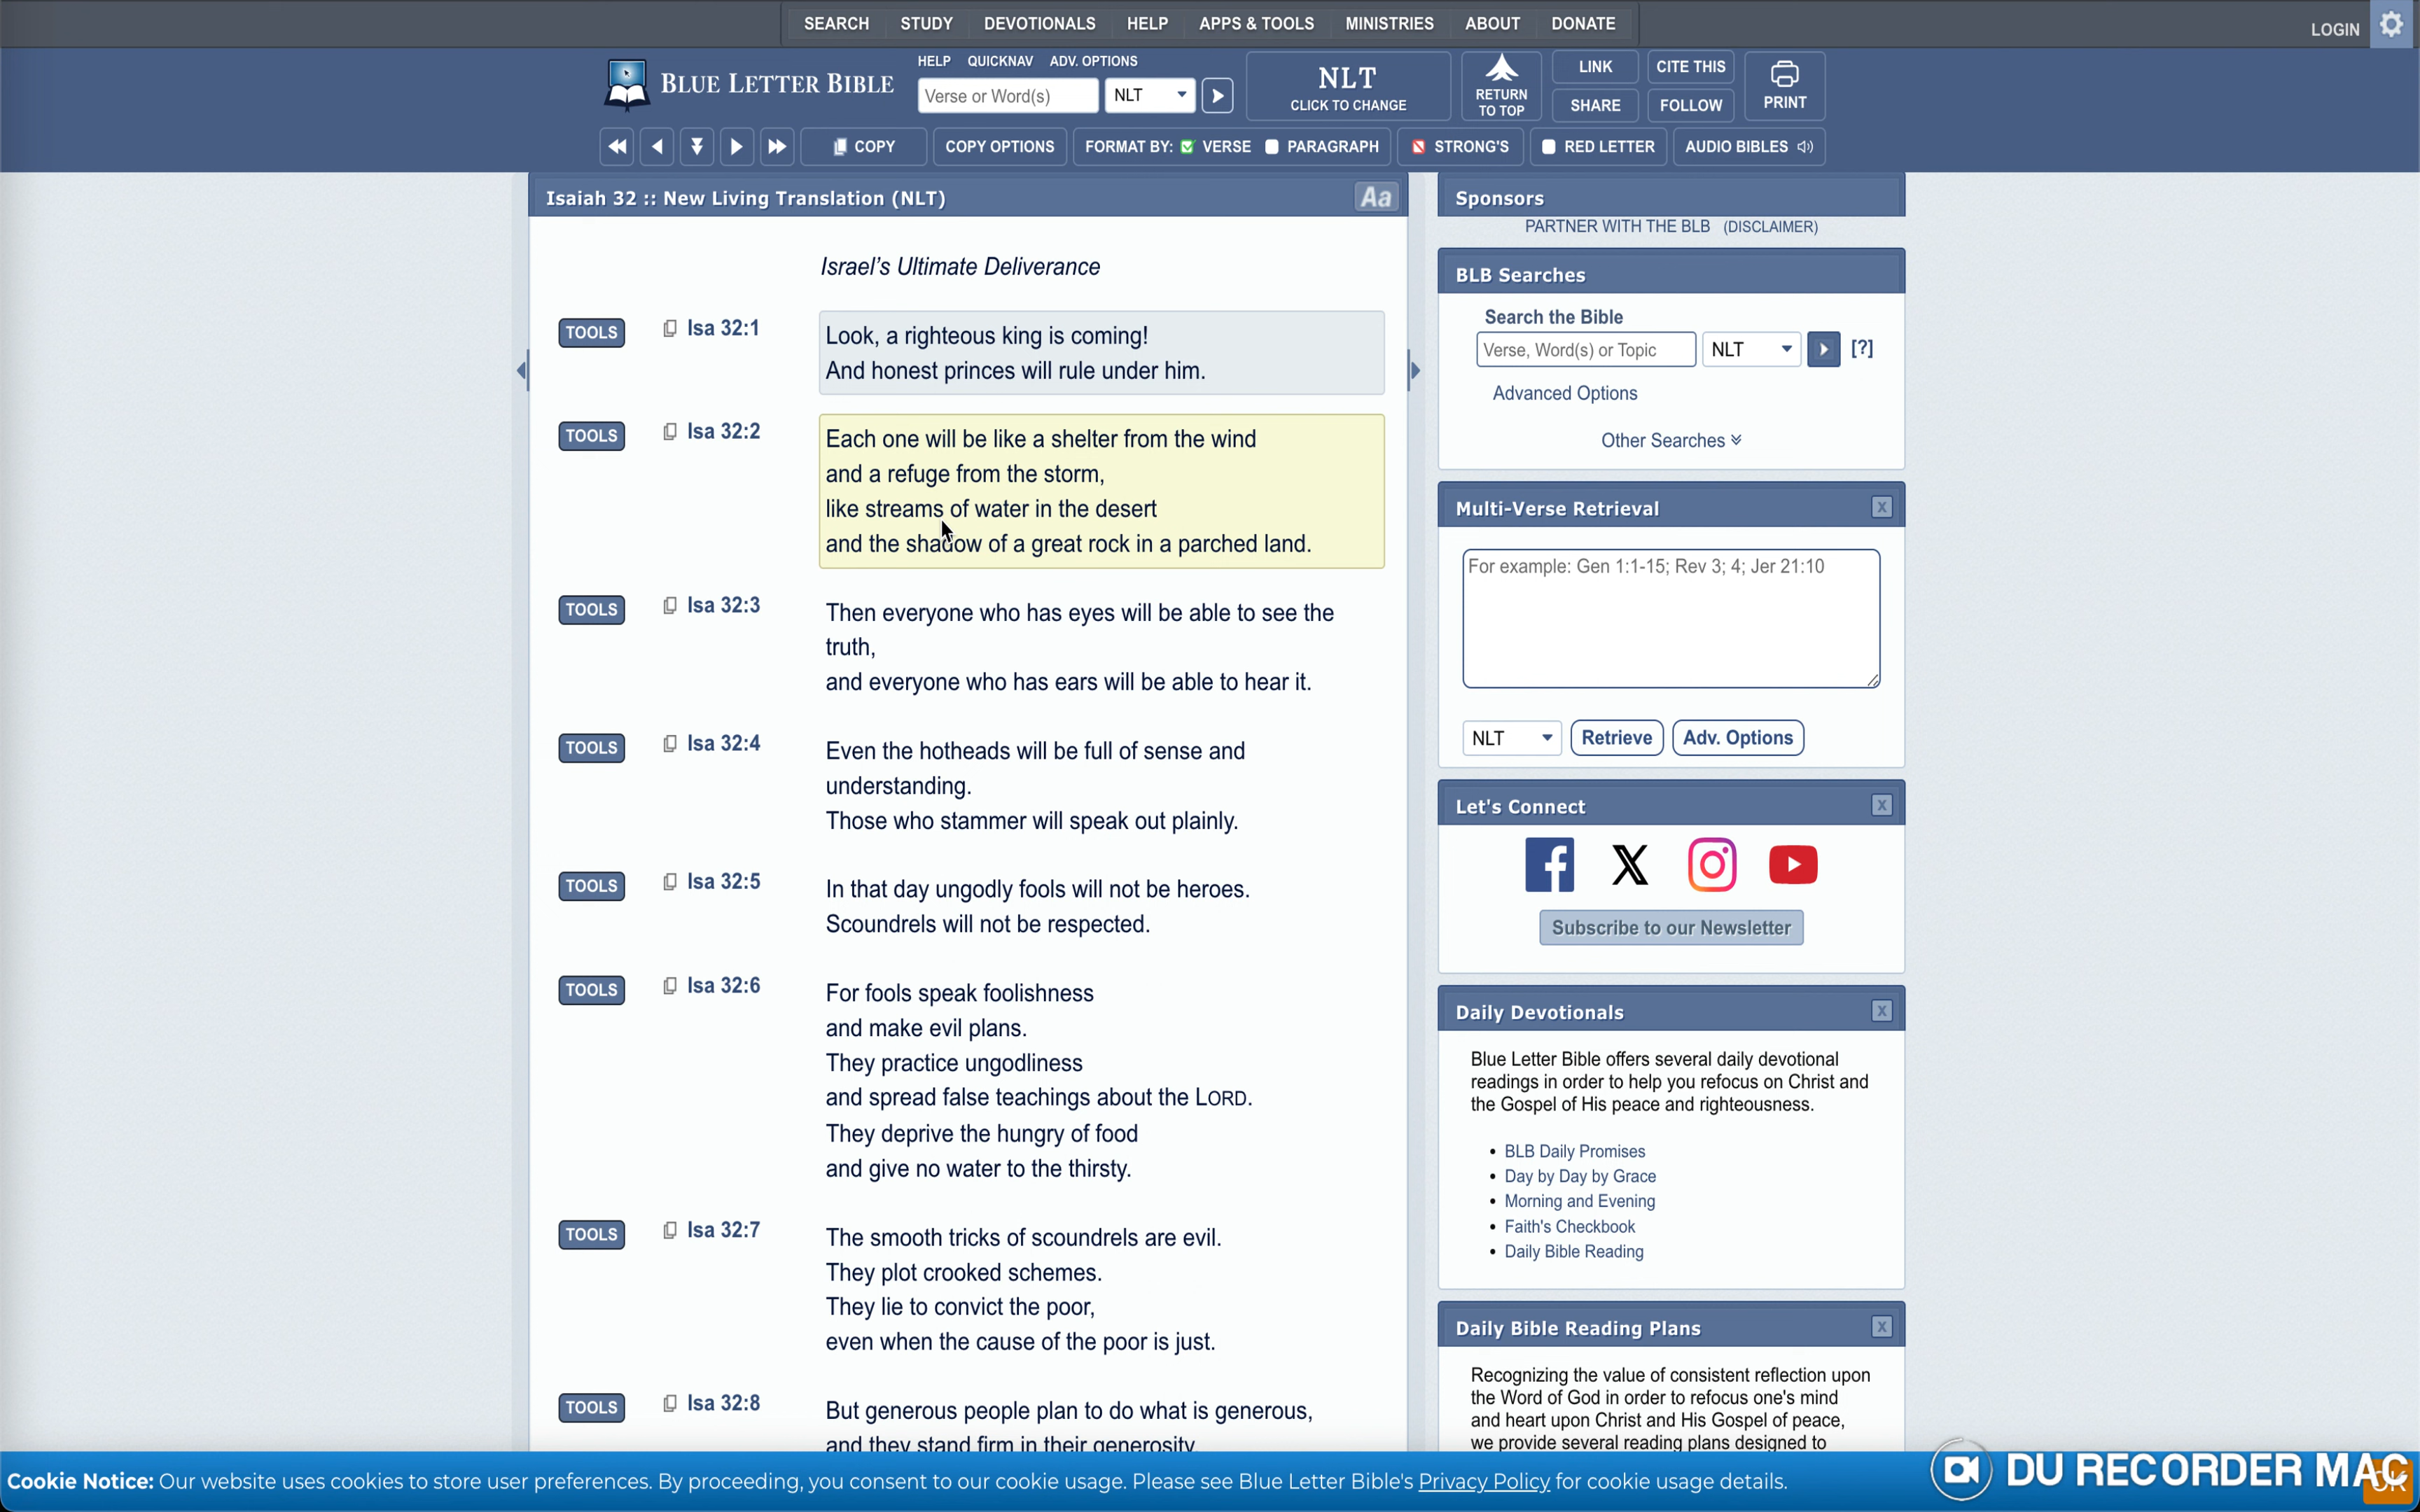 SEARCH STUDY DEVOTIONALS HELP APPS & TOOLS MINISTRIES ABOUT DONATE
LOGIN
BLUE LETTER BIBLE
HELP QUICKNAV ADV. OPTIONS
Verse or Word(s) NLT
NLT
CLICK TO CHANGE
RETURN
TO TOP
LINK CITE THIS
SHARE FOLLOW
PRINT
COPY COPY OPTIONS FORMAT BY: VERSE PARAGRAPH STRONG'S RED LETTER AUDIO BIBLES
Isaiah 32 :: New Living Translation (NLT) Aa
Israel’s Ultimate Deliverance
TOOLS Isa 32:1 Look, a righteous king is coming!
And honest princes will rule under him.
TOOLS Isa 32:2 Each one will be like a shelter from the wind
and a refuge from the storm,
like streams of water in the desert
and the shadow of a great rock in a parched land.
TOOLS Isa 32:3 Then everyone who has eyes will be able to see the
truth,
and everyone who has ears will be able to hear it.
TOOLS Isa 32:4 Even the hotheads will be full of sense and
understanding.
Those who stammer will speak out plainly.
TOOLS Isa 32:5 In that day ungodly fools will not be heroes.
Scoundrels will not be respected.
TOOLS Isa 32:6 For fools speak foolishness
and make evil plans.
They practice ungodliness
and spread false teachings about the LORD.
They deprive the hungry of food
and give no water to the thirsty.
TOOLS Isa 32:7 The smooth tricks of scoundrels are evil.
They plot crooked schemes.
They lie to convict the poor,
even when the cause of the poor is just.
TOOLS Isa 32:8 But generous people plan to do what is generous,
and they stand firm in their generosity.
Sponsors
PARTNER WITH THE BLB (DISCLAIMER)
BLB Searches
Search the Bible
Verse, Word(s) or Topic NLT [?]
Advanced Options
Other Searches
Multi-Verse Retrieval X
For example: Gen 1:1-15; Rev 3; 4; Jer 21:10
NLT Retrieve Adv. Options
Let's Connect X
Subscribe to our Newsletter
Daily Devotionals X
Blue Letter Bible offers several daily devotional
readings in order to help you refocus on Christ and
the Gospel of His peace and righteousness.
• BLB Daily Promises
• Day by Day by Grace
• Morning and Evening
• Faith's Checkbook
• Daily Bible Reading
Daily Bible Reading Plans X
Recognizing the value of consistent reflection upon
the Word of God in order to refocus one's mind
and heart upon Christ and His Gospel of peace,
we provide several reading plans designed to
Cookie Notice: Our website uses cookies to store user preferences. By proceeding, you consent to our cookie usage. Please see Blue Letter Bible's Privacy Policy for cookie usage details.
OK
DU RECORDER MAC